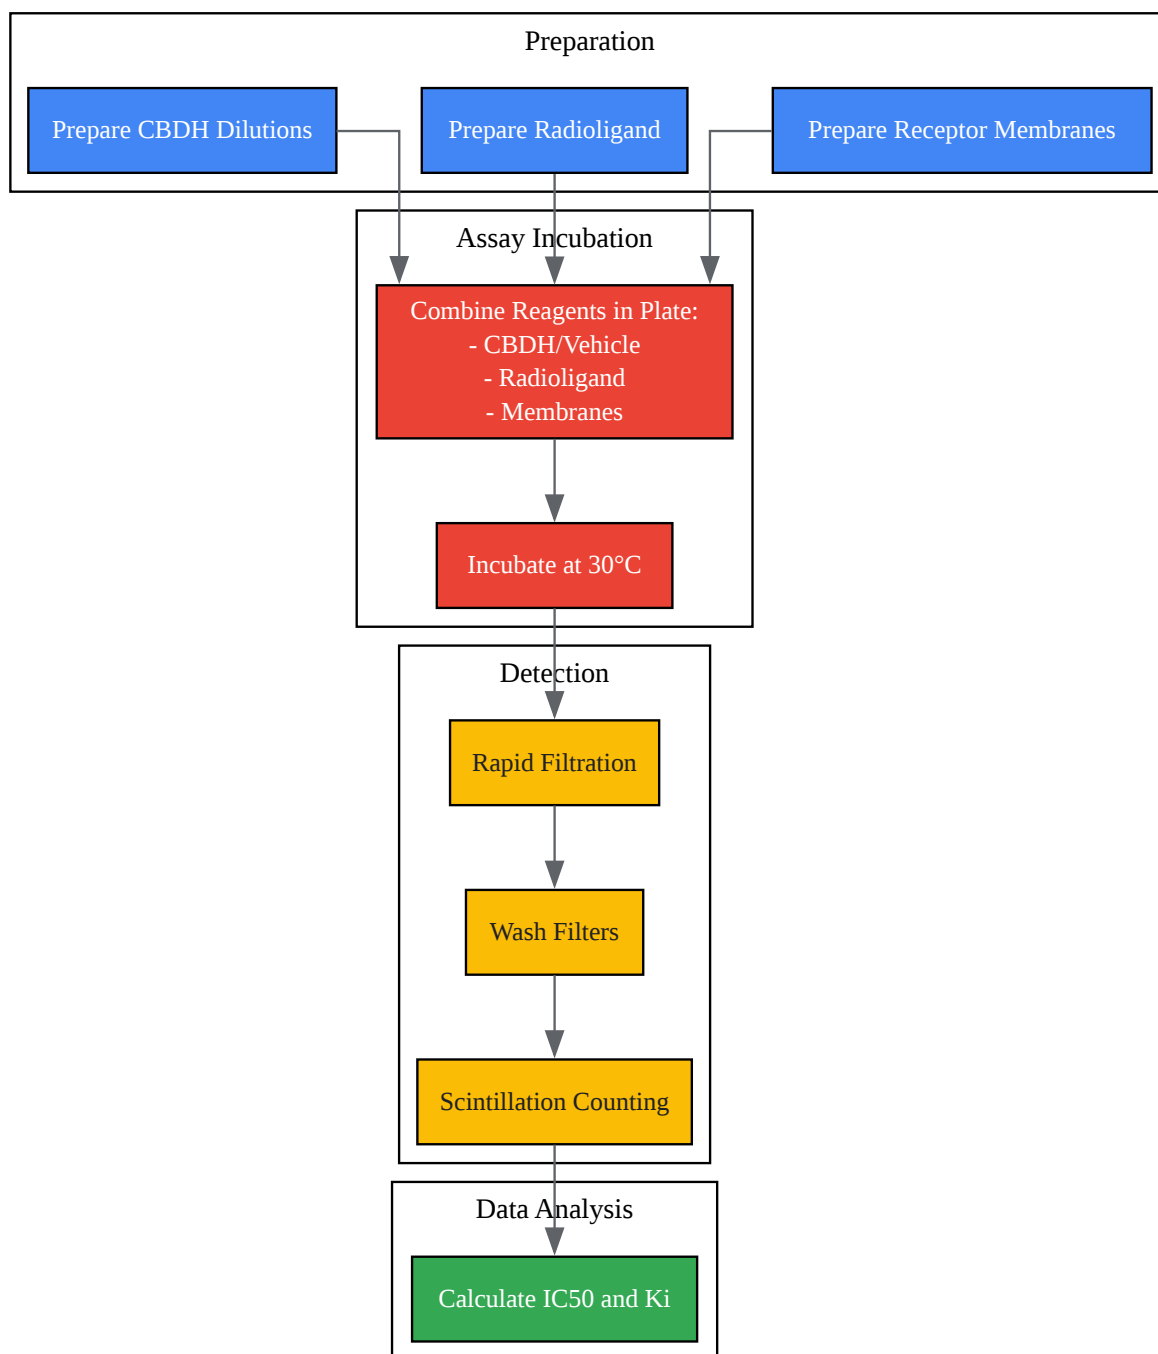 Preparation
Prepare CBDH Dilutions
Prepare Radioligand
Prepare Receptor Membranes
Assay Incubation
Combine Reagents in Plate:
- CBDH/Vehicle
- Radioligand
- Membranes
Incubate at 30°C
Detection
Rapid Filtration
Wash Filters
Scintillation Counting
Data Analysis
Calculate IC50 and Ki